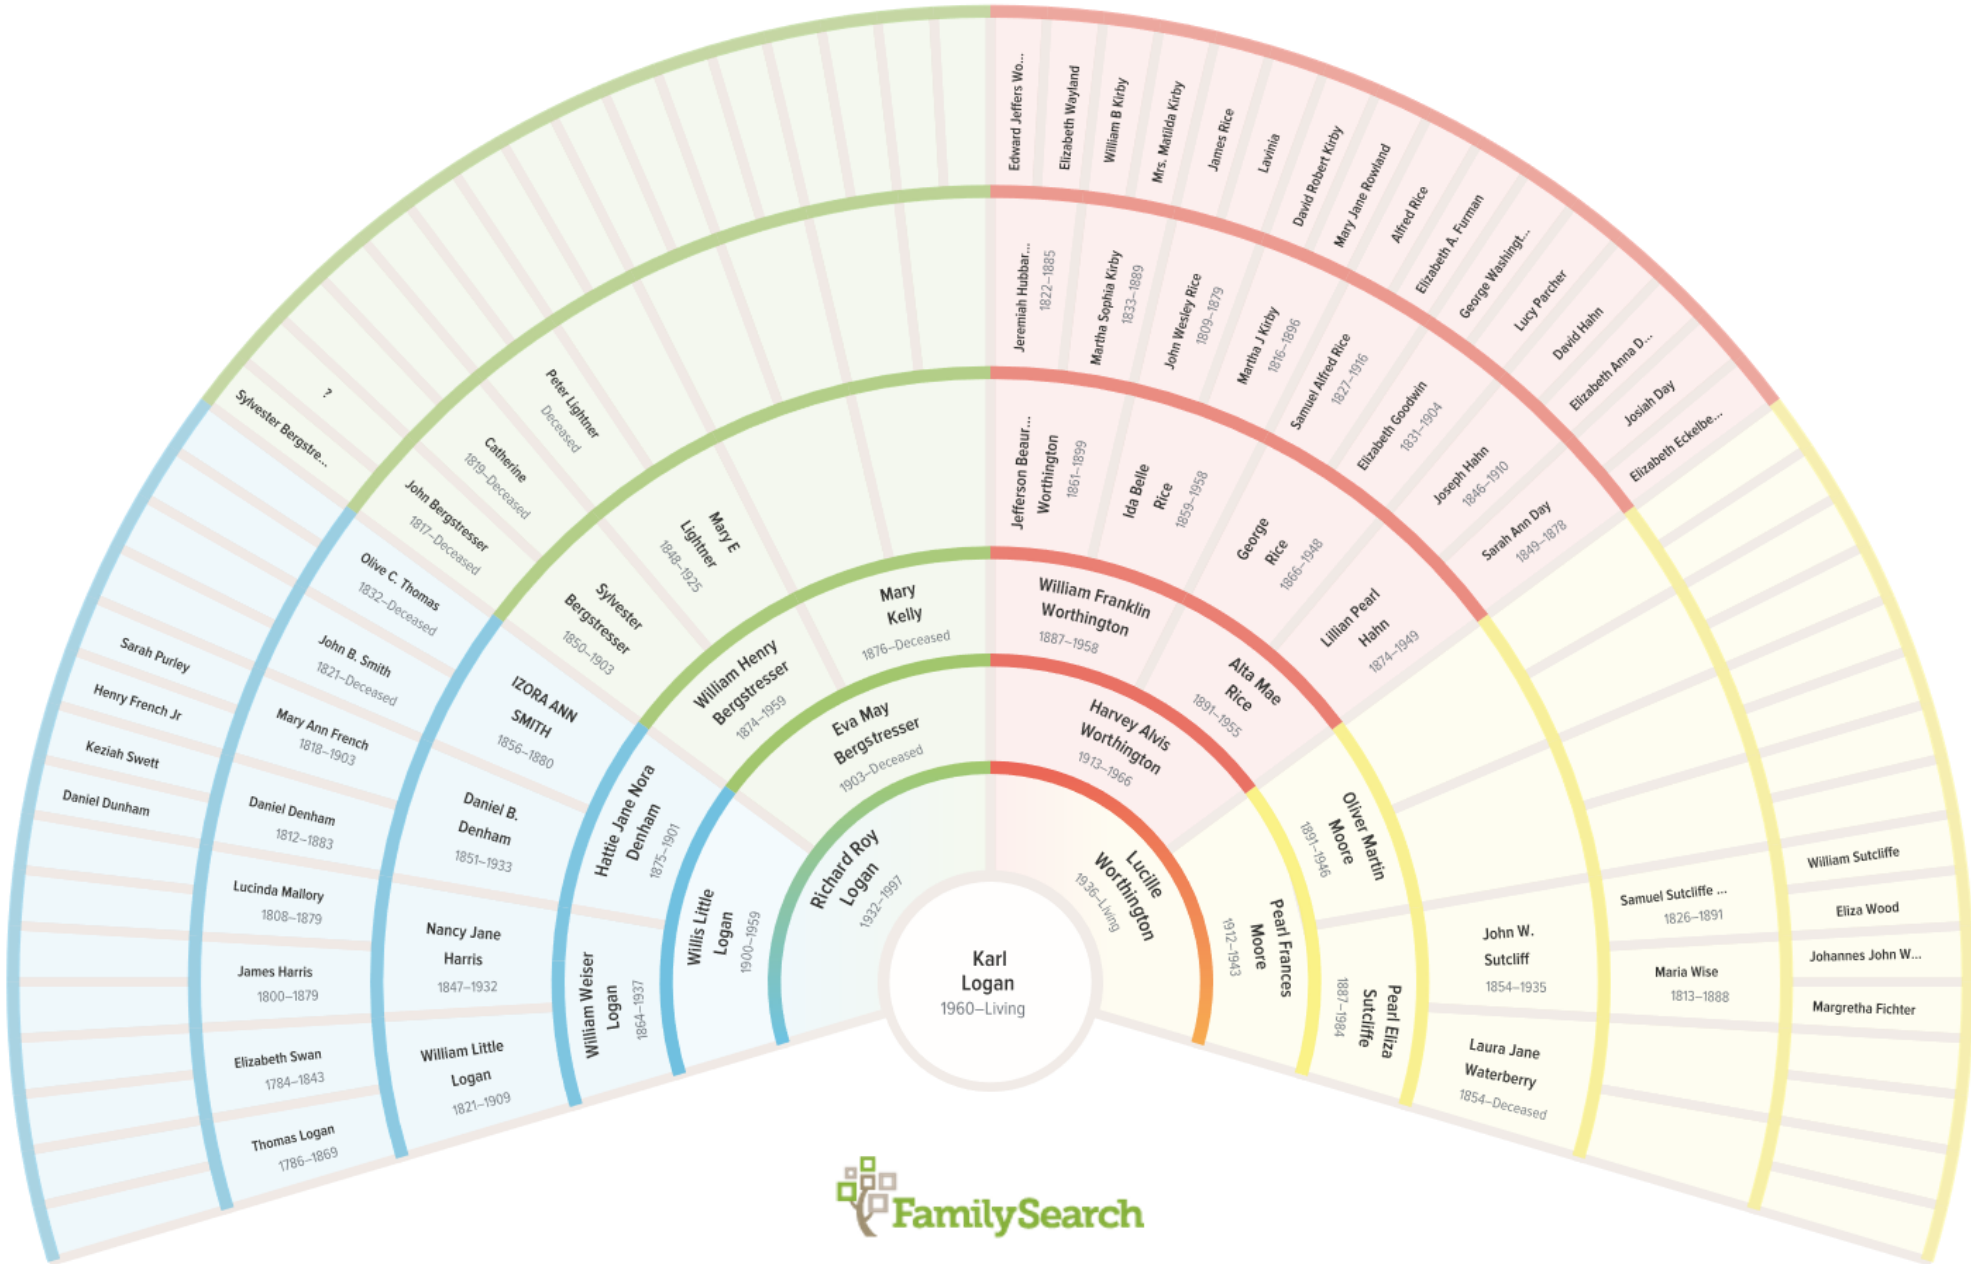 Karl
Logan
1960–Living
Richard Roy
Logan
1932–1997
Lucille
Worthington
1936–Living
Willis Little
Logan
1900–1959
Eva May
Bergstresser
1903–Deceased
Harvey Alvis
Worthington
1913–1966
Pearl Frances
Moore
1912–1943
William Weiser
Logan
1864–1937
Hattie Jane Nora
Denham
1875–1901
William Henry
Bergstresser
1874–1959
Mary
Kelly
1876–Deceased
William Franklin
Worthington
1887–1958
Alta Mae
Rice
1891–1955
Oliver Martin
Moore
1891–1946
Pearl Eliza
Sutcliffe
1887–1984
William Little
Logan
1821–1909
Nancy Jane
Harris
1847–1932
Daniel B.
Denham
1851–1933
IZORA ANN
SMITH
1856–1880
Sylvester
Bergstresser
1850–1903
Mary E
Lightner
1848–1925
Jefferson Beaur...
Worthington
1861–1899
Ida Belle
Rice
1859–1958
George
Rice
1866–1948
Lillian Pearl
Hahn
1874–1949
John W.
Sutcliff
1854–1935
Laura Jane
Waterberry
1854–Deceased
Thomas Logan
1786–1869
Elizabeth Swan
1784–1843
James Harris
1800–1879
Lucinda Mallory
1808–1879
Daniel Denham
1812–1883
Mary Ann French
1818–1903
John B. Smith
1821–Deceased
Olive C. Thomas
1832–Deceased
John Bergstresser
1817–Deceased
Catherine
1819–Deceased
Peter Lightner
Deceased
Jeremiah Hubbar...
1822–1885
Martha Sophia Kirby
1833–1889
John Wesley Rice
1809–1879
Martha J Kirby
1816–1896
Samuel Alfred Rice
1827–1916
Elizabeth Goodwin
1831–1904
Joseph Hahn
1846–1910
Sarah Ann Day
1849–1878
Samuel Sutcliffe ...
1826–1891
Maria Wise
1813–1888
Daniel Dunham
Keziah Swett
Henry French Jr
Sarah Purley
Sylvester Bergstre...
?
Edward Jeffers Wo...
Elizabeth Wayland
William B Kirby
Mrs. Matilda Kirby
James Rice
Lavinia
David Robert Kirby
Mary Jane Rowland
Alfred Rice
Elizabeth A. Furman
George Washingt...
Lucy Parcher
David Hahn
Elizabeth Anna D...
Josiah Day
Elizabeth Eckelbe...
William Sutcliffe
Eliza Wood
Johannes John W...
Margretha Fichter
FamilySearch